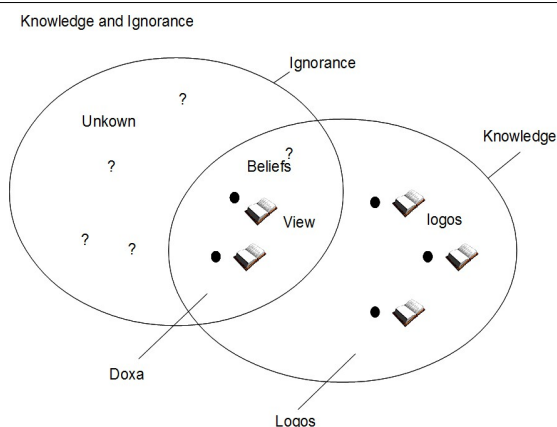 Knowledge and Ignorance
Ignorance
?
Unkown
Knowledge
?
?
Beliefs
logos
View
?
?
Doxa
Logos